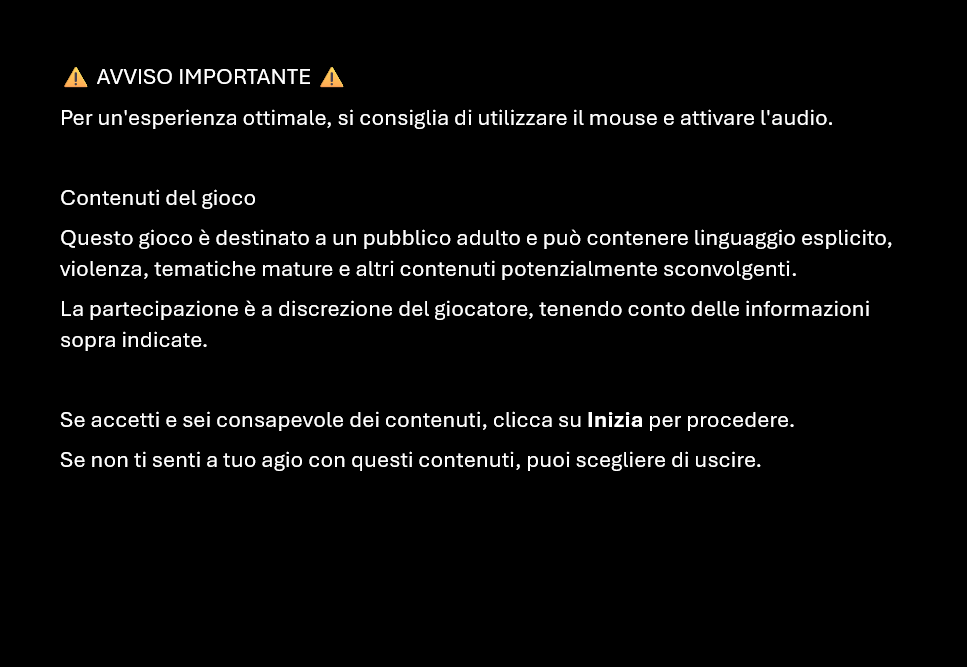 ⚠️ AVVISO IMPORTANTE ⚠️
Per un'esperienza ottimale, si consiglia di utilizzare il mouse e attivare l'audio.
Contenuti del gioco
Questo gioco è destinato a un pubblico adulto e può contenere linguaggio esplicito,
violenza, tematiche mature e altri contenuti potenzialmente sconvolgenti.
La partecipazione è a discrezione del giocatore, tenendo conto delle informazioni
sopra indicate.
Se accetti e sei consapevole dei contenuti, clicca su Inizia per procedere.
Se non ti senti a tuo agio con questi contenuti, puoi scegliere di uscire.